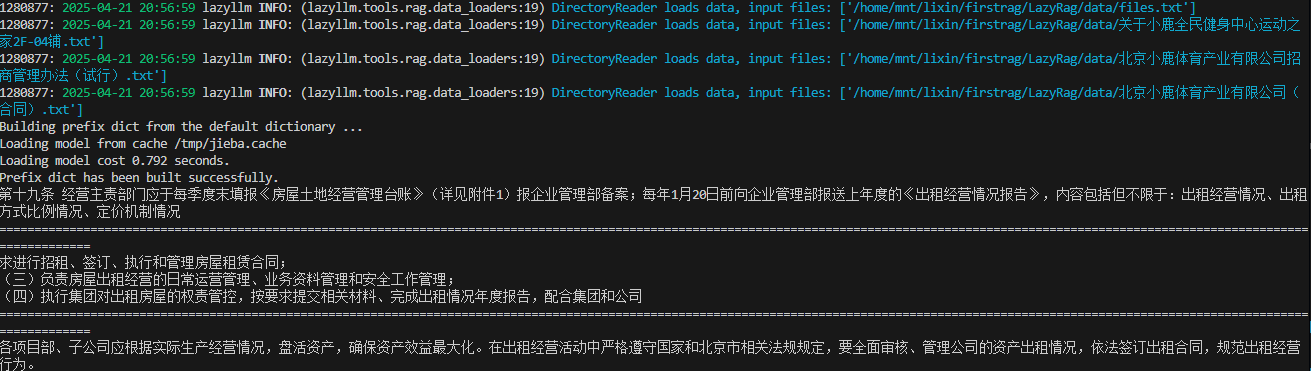 1280877: 2025-04-21 20:56:59 lazyllm INFO: (lazyllm.tools.rag.data_loaders:19) DirectoryReader loads data, input files: ['/home/mnt/lixin/firstrag/LazyRag/data/files.txt']
1280877: 2025-04-21 20:56:59 lazyllm INFO: (lazyllm.tools.rag.data_loaders:19) DirectoryReader loads data, input files: ['/home/mnt/lixin/firstrag/LazyRag/data/关于小鹿全民健身中心运动之
家2F-04铺.txt']
1280877: 2025-04-21 20:56:59 lazyllm INFO: (lazyllm.tools.rag.data_loaders:19) DirectoryReader loads data, input files: ['/home/mnt/lixin/firstrag/LazyRag/data/北京小鹿体育产业有限公司招
商管理办法（试行）.txt']
1280877: 2025-04-21 20:56:59 lazyllm INFO: (lazyllm.tools.rag.data_loaders:19) DirectoryReader loads data, input files: ['/home/mnt/lixin/firstrag/LazyRag/data/北京小鹿体育产业有限公司（
合同）.txt']
Building prefix dict from the default dictionary ...
Loading model from cache /tmp/jieba.cache
Loading model cost 0.792 seconds.
Prefix dict has been built successfully.
第十九条 经营主责部门应于每季度末填报《房屋土地经营管理台账》（详见附件1）报企业管理部备案；每年1月20日前向企业管理部报送上年度的《出租经营情况报告》，内容包括但不限于：出租经营情况、出租
方式比例情况、定价机制情况
=============
求进行招租、签订、执行和管理房屋租赁合同；
（三）负责房屋出租经营的日常运营管理、业务资料管理和安全工作管理；
（四）执行集团对出租房屋的权责管控，按要求提交相关材料、完成出租情况年度报告，配合集团和公司
=============
各项目部、子公司应根据实际生产经营情况，盘活资产，确保资产效益最大化。在出租经营活动中严格遵守国家和北京市相关法规规定，要全面审核、管理公司的资产出租情况，依法签订出租合同，规范出租经营
行为。